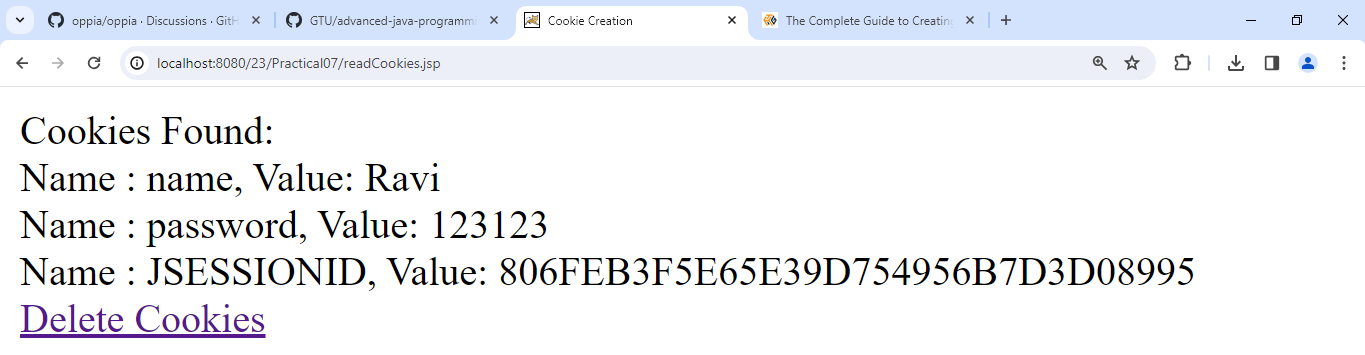 oppia/oppia · Discussions · GitH
GTU/advanced-java-programm
Cookie Creation
The Complete Guide to Creating
localhost:8080/23/Practical07/readCookies.jsp
Cookies Found:
Name : name, Value: Ravi
Name : password, Value: 123123
Name : JSESSIONID, Value: 806FEB3F5E65E39D754956B7D3D08995
Delete Cookies